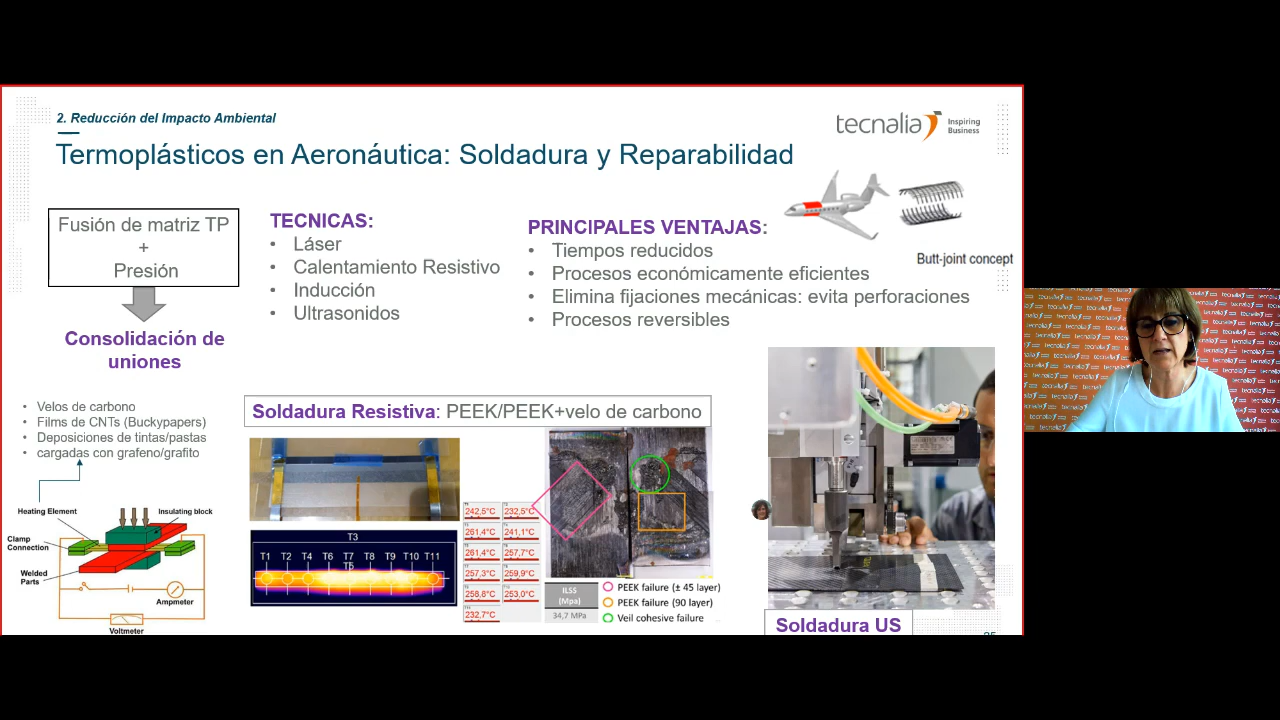 2. Reducción del Impacto Ambiental
tecnalia Inspiring Business
Termoplásticos en Aeronáutica: Soldadura y Reparabilidad
Fusión de matriz TP
+
Presión
Consolidación de
uniones
TECNICAS:
• Láser
• Calentamiento Resistivo
• Inducción
• Ultrasonidos
PRINCIPALES VENTAJAS:
• Tiempos reducidos
• Procesos económicamente eficientes
• Elimina fijaciones mecánicas: evita perforaciones
• Procesos reversibles
Butt-joint concept
• Velos de carbono
• Films de CNTs (Buckypapers)
• Deposiciones de tintas/pastas
• cargadas con grafeno/grafito
Heating Element
Insulating block
Clamp
Connection
Welded
Parts
Ampmeter
Voltmeter
Soldadura Resistiva: PEEK/PEEK+velo de carbono
T3
T1 T2 T4 T6 T7 T8 T9 T10 T11
T5
242,5°C 232,5°C
251,4°C 241,1°C
261,4°C 257,7°C
257,3°C 259,9°C
258,8°C 253,0°C
232,7°C
ILSS
(Mpa)
34,7 MPa
PEEK failure (± 45 layer)
PEEK failure (90 layer)
Veil cohesive failure
Soldadura US